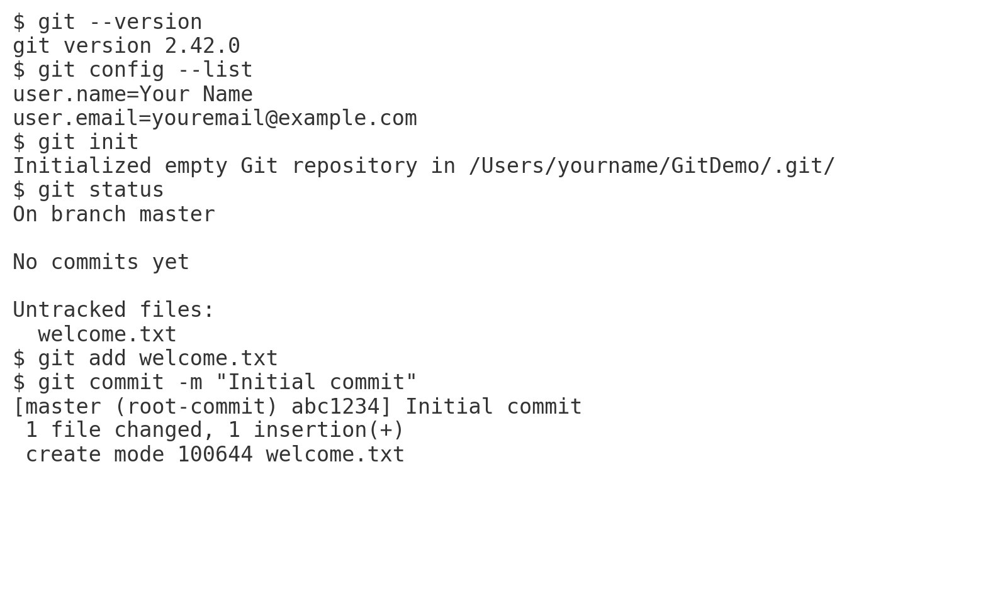 $ git --version
git version 2.42.0
$ git config --list
user.name=Your Name
user.email=youremail@example.com
$ git init
Initialized empty Git repository in /Users/yourname/GitDemo/.git/
$ git status
On branch master

No commits yet

Untracked files:
  welcome.txt
$ git add welcome.txt
$ git commit -m "Initial commit"
[master (root-commit) abc1234] Initial commit
 1 file changed, 1 insertion(+)
 create mode 100644 welcome.txt